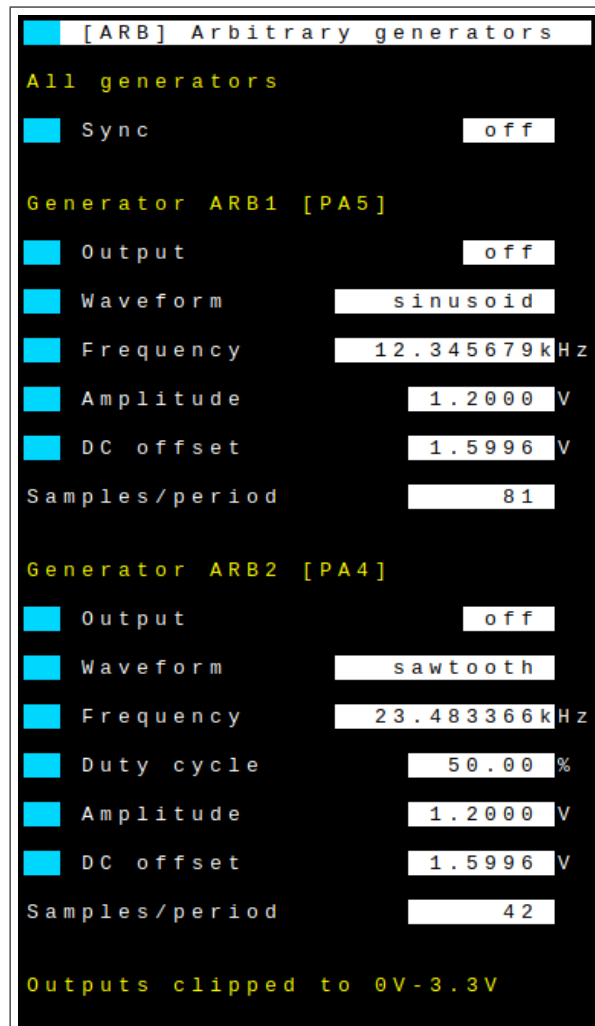 [ARB] Arbitrary generators
All generators
Sync off
Generator ARB1 [PA5]
Output off
Waveform sinusoid
Frequency 12.345679kHz
Amplitude 1.2000 V
DC offset 1.5996 V
Samples/period 81
Generator ARB2 [PA4]
Output off
Waveform sawtooth
Frequency 23.483366kHz
Duty cycle 50.00 %
Amplitude 1.2000 V
DC offset 1.5996 V
Samples/period 42
Outputs clipped to 0V-3.3V